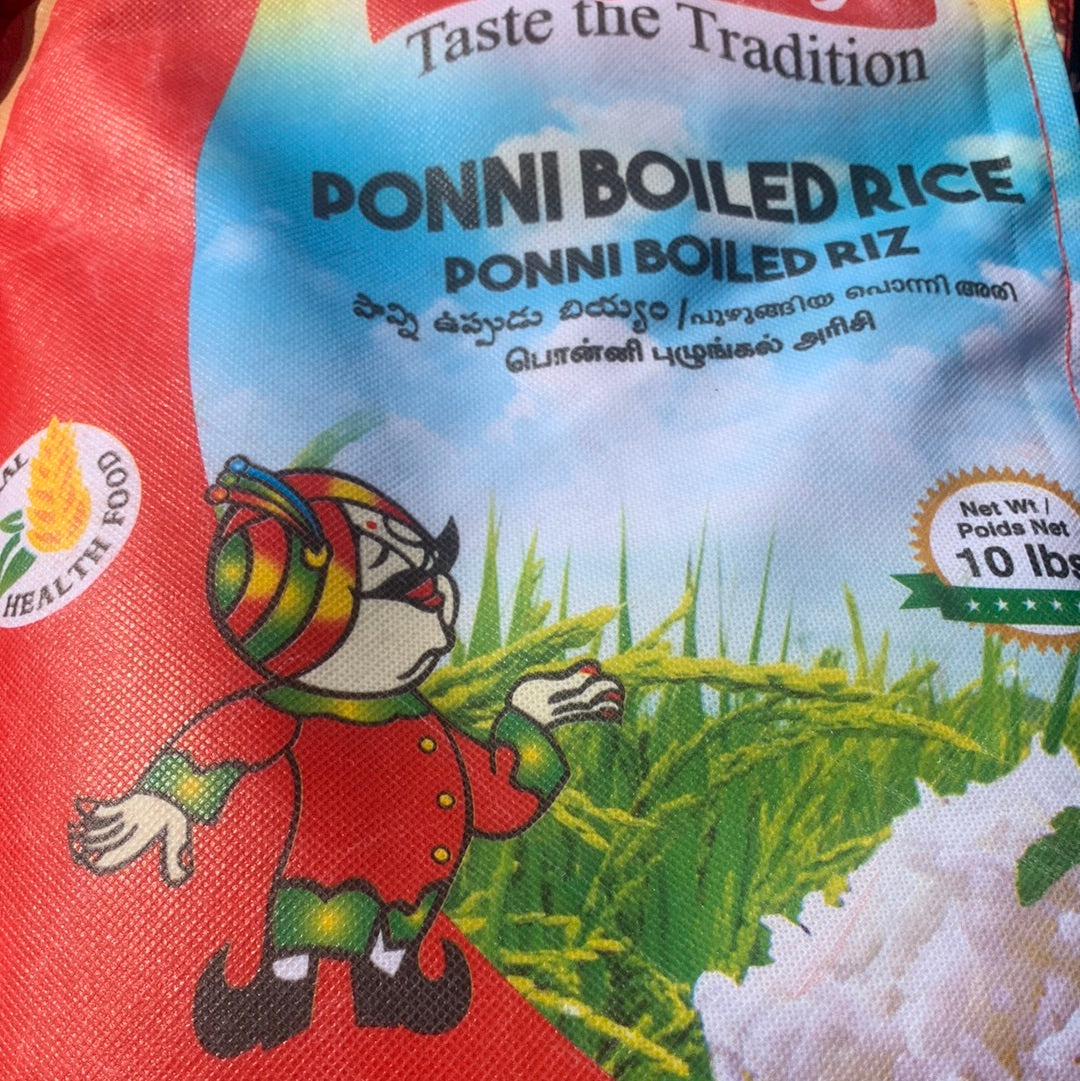 Taste the Tradition
PONNI BOILED RICE
PONNI BOILED RIZ
పొన్ని ఉప్పుడు బియ్యం / പുഴുങ്ങിയ പൊന്നി അരി
பொன்னி புழுங்கல் அரிசி
HEALTH FOOD
Net Wt /
Poids Net
10 lbs